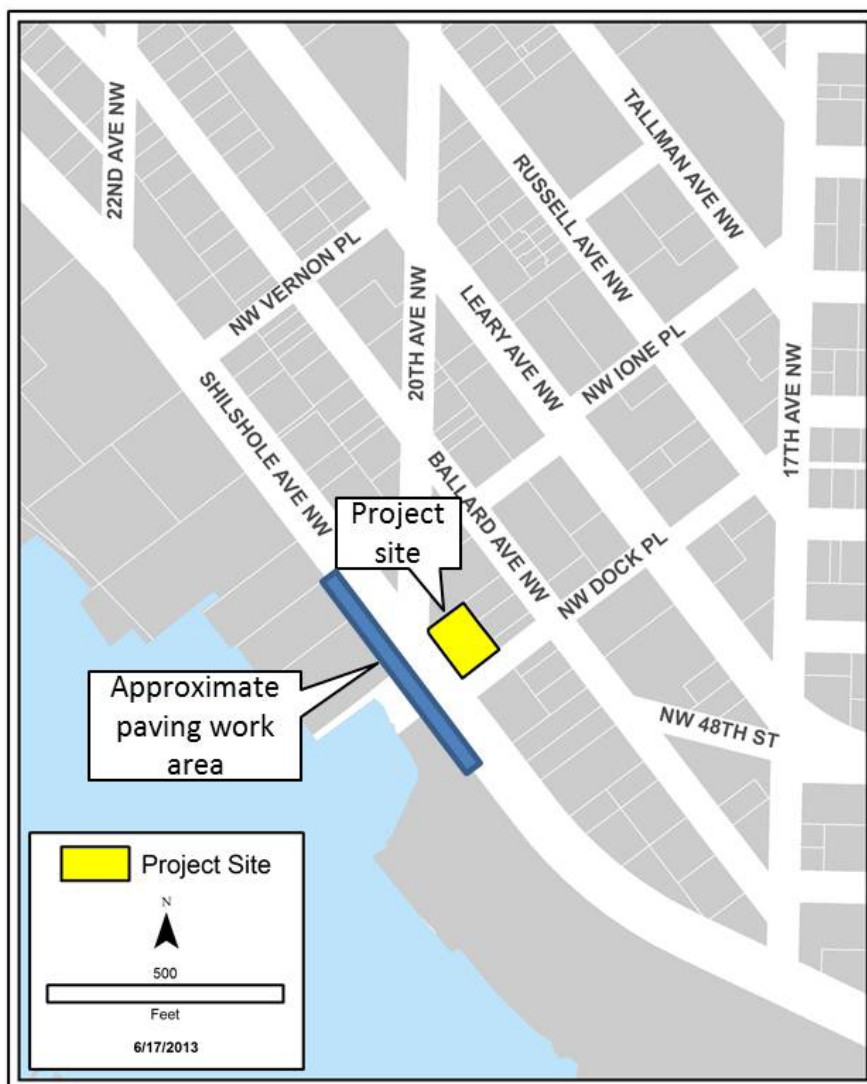 22ND AVE NW
TALLMAN AVE NW
RUSSELL AVE NW
NW VERNON PL
20TH AVE NW
LEARY AVE NW
NW IONE PL
17TH AVE NW
SHILSHOLE AVE NW
BALLARD AVE NW
Project
site
NW DOCK PL
Approximate
paving work
area
NW 48TH ST
Project Site
N
500
Feet
6/17/2013